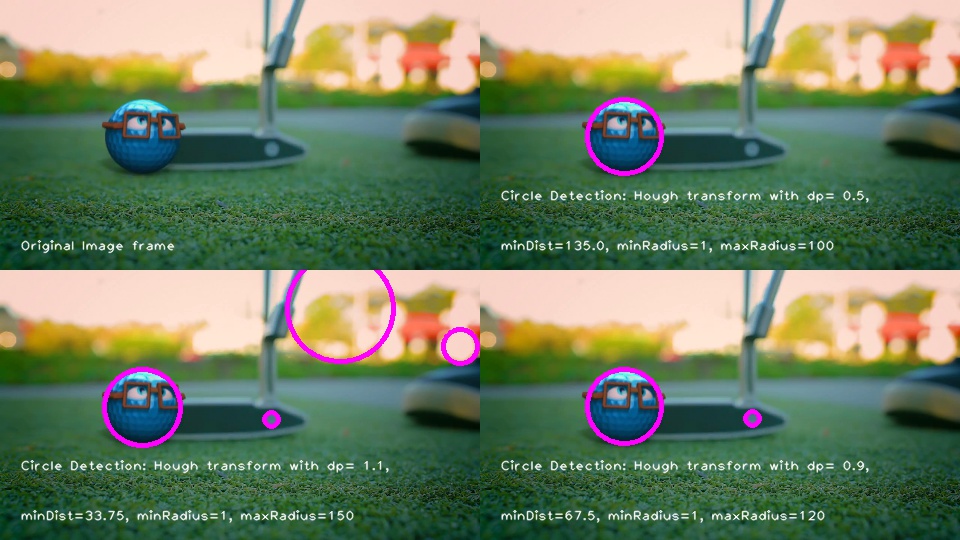 Original Image frame
Circle Detection: Hough transform with dp= 0.5,
minDist=135.0, minRadius=1, maxRadius=100
Circle Detection: Hough transform with dp= 1.1,
minDist=33.75, minRadius=1, maxRadius=150
Circle Detection: Hough transform with dp= 0.9,
minDist=67.5, minRadius=1, maxRadius=120